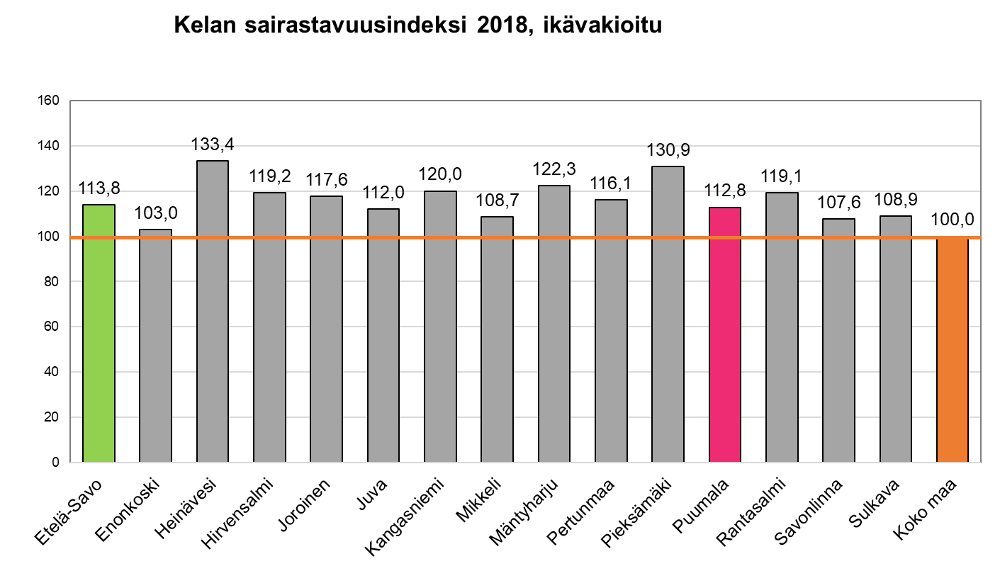 Kelan sairastavuusindeksi 2018, ikävakioitu
160
140
120
100
80
60
40
20
0
113,8
103,0
133,4
119,2
117,6
112,0
120,0
108,7
122,3
116,1
130,9
112,8
119,1
107,6
108,9
100,0
Etelä-Savo
Enonkoski
Heinävesi
Hirvensalmi
Joroinen
Juva
Kangasniemi
Mikkeli
Mäntyharju
Pertunmaa
Pieksämäki
Puumala
Rantasalmi
Savonlinna
Sulkava
Koko maa